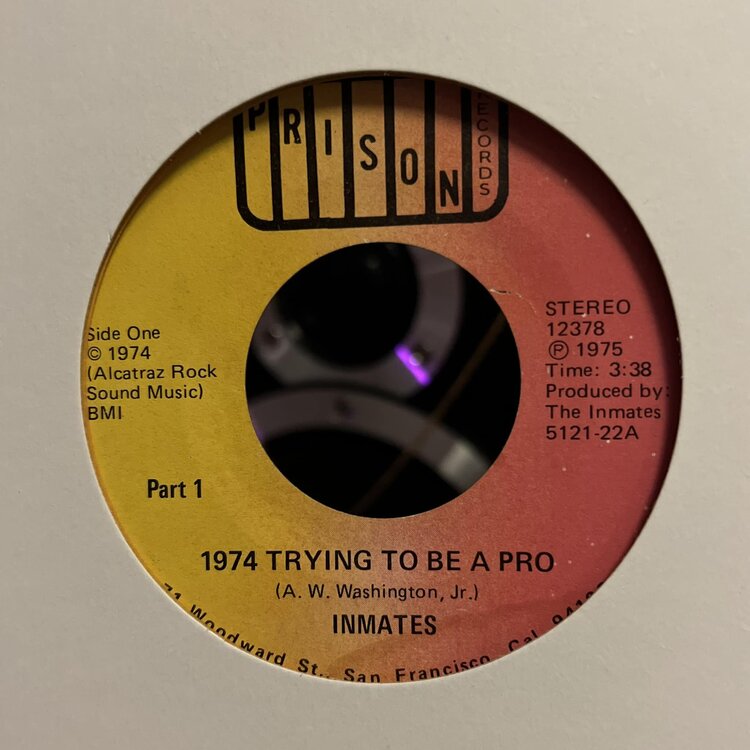 PRISON
RECORDS
Side One
© 1974
(Alcatraz Rock
Sound Music)
BMI
STEREO
12378
Ⓟ 1975
Time: 3:38
Produced by:
The Inmates
5121-22A
Part 1
1974 TRYING TO BE A PRO
(A. W. Washington, Jr.)
INMATES
71 Woodward St., San Francisco, Cal.